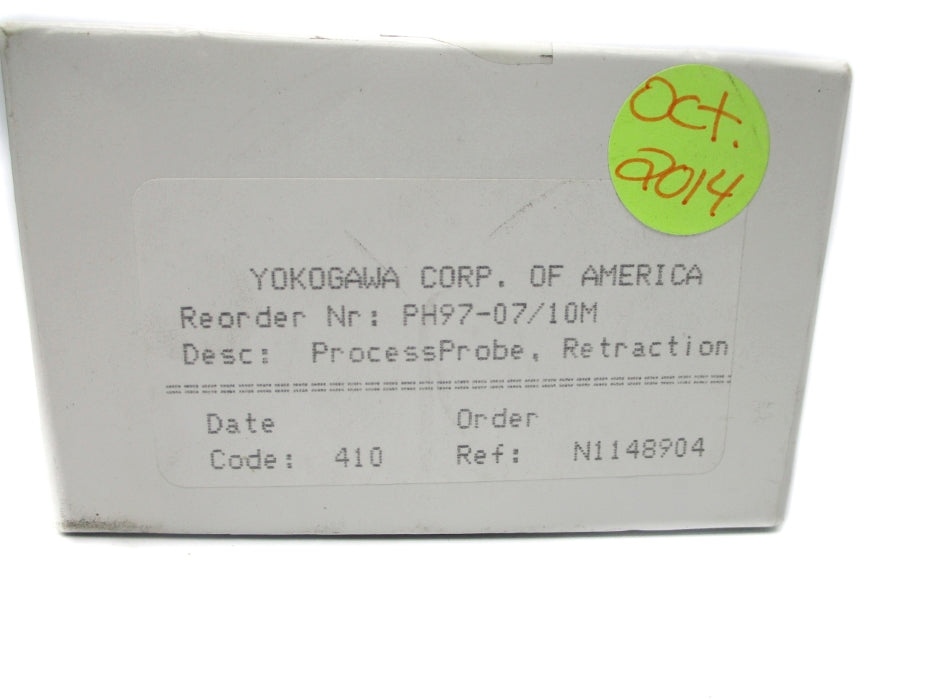 Oct.
2014
YOKOGAWA CORP. OF AMERICA
Reorder Nr: PH97-07/10M
Desc: ProcessProbe, Retraction
Date Order
Code: 410 Ref: N1148904